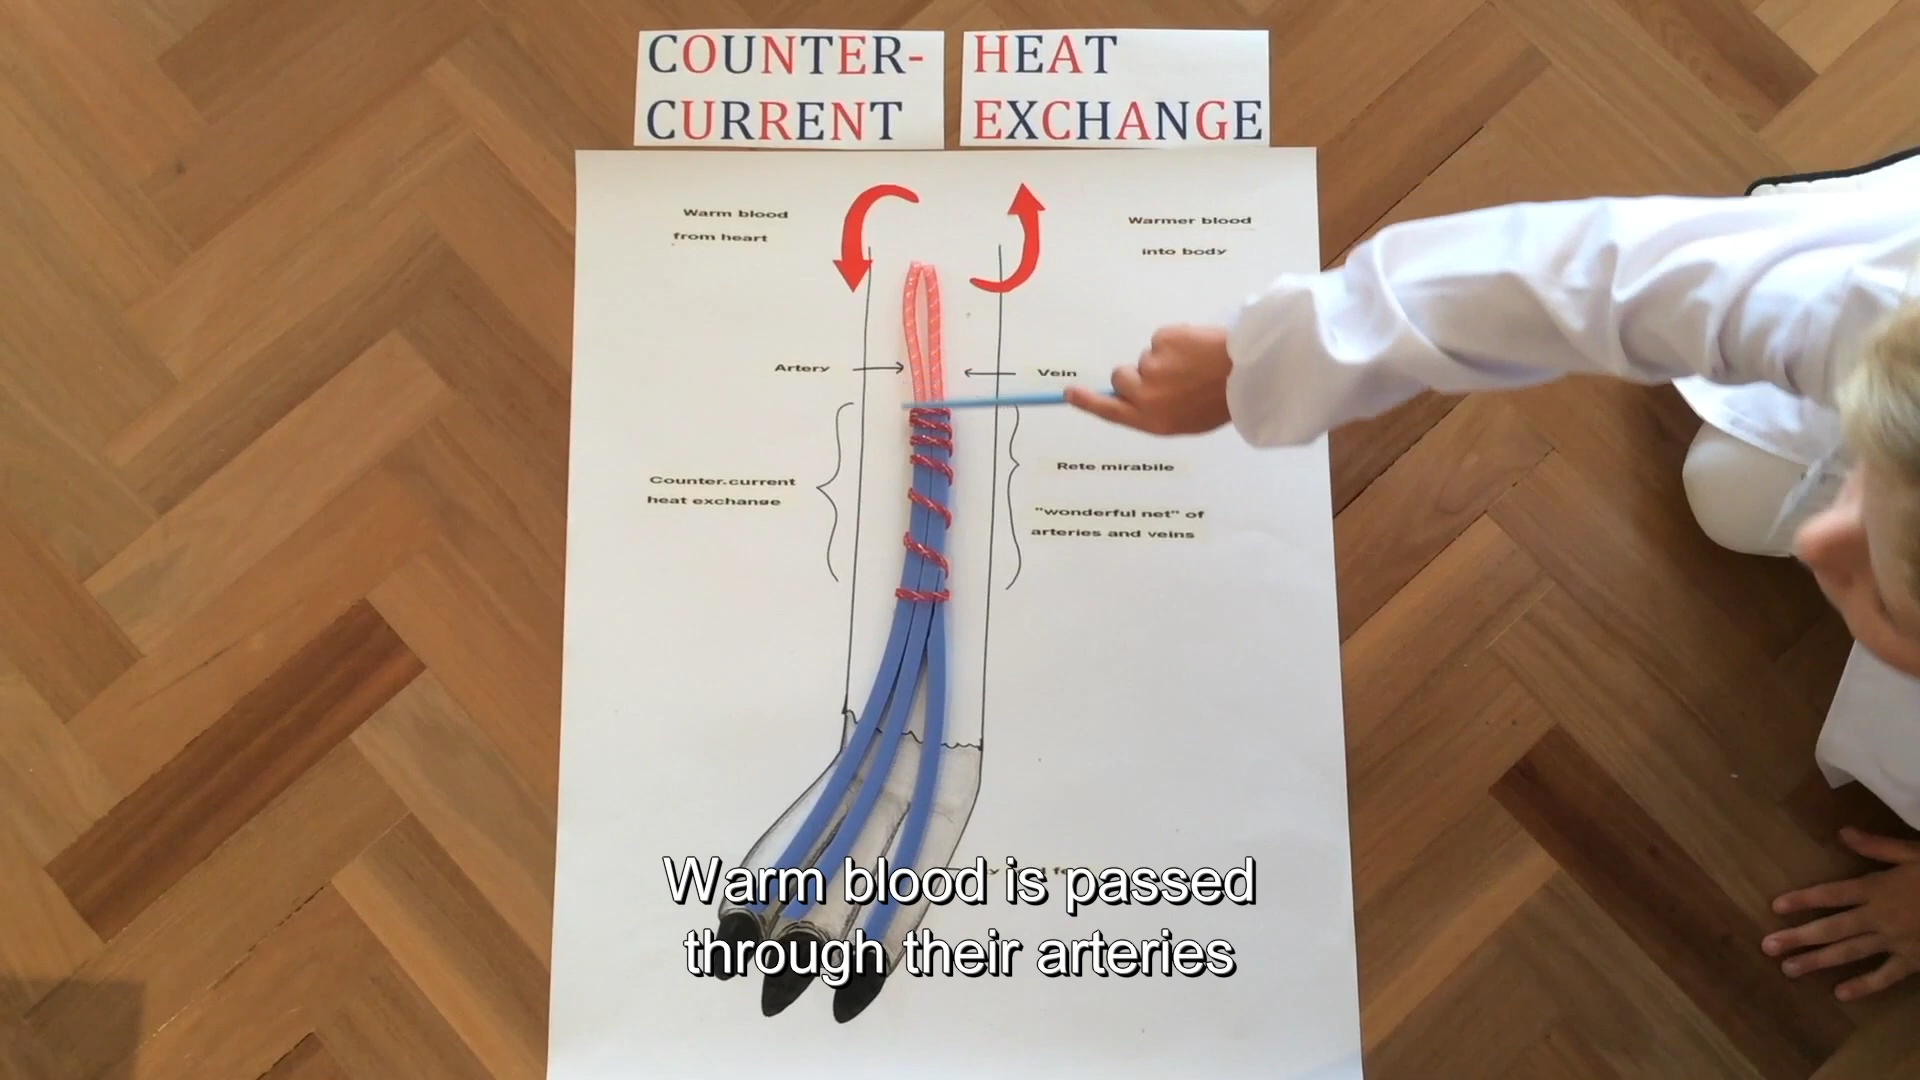 COUNTER-
CURRENT
HEAT
EXCHANGE
Warm blood
from heart
Warmer blood
into body
Artery
Vein
Counter.current
heat exchange
Rete mirabile
"wonderful net" of
arteries and veins
Warm blood is passed
through their arteries